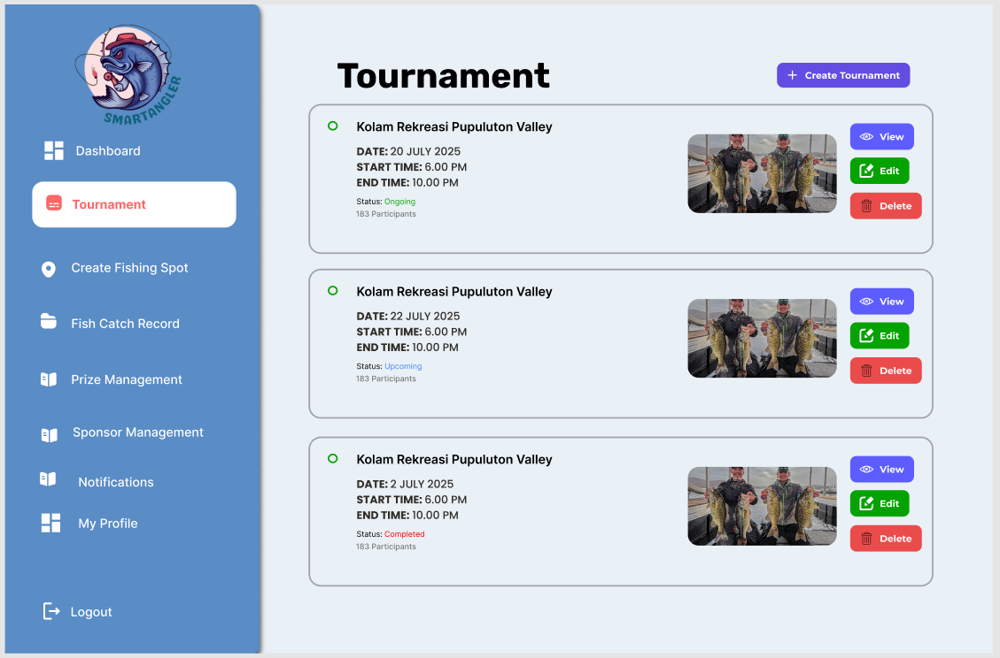 SMARTANGLER
Dashboard
Tournament
Create Fishing Spot
Fish Catch Record
Prize Management
Sponsor Management
Notifications
My Profile
Logout
Tournament
+ Create Tournament
Kolam Rekreasi Pupuluton Valley
DATE: 20 JULY 2025
START TIME: 6.00 PM
END TIME: 10.00 PM
Status: Ongoing
183 Participants
View
Edit
Delete
Kolam Rekreasi Pupuluton Valley
DATE: 22 JULY 2025
START TIME: 6.00 PM
END TIME: 10.00 PM
Status: Upcoming
183 Participants
View
Edit
Delete
Kolam Rekreasi Pupuluton Valley
DATE: 2 JULY 2025
START TIME: 6.00 PM
END TIME: 10.00 PM
Status: Completed
183 Participants
View
Edit
Delete